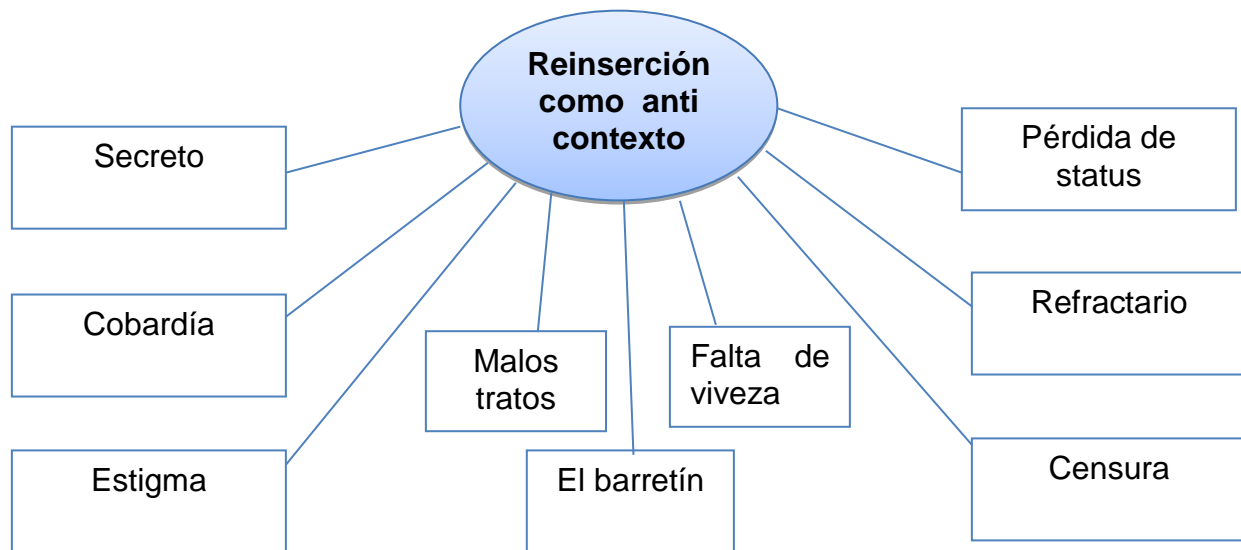 Reinserción
como anti
contexto
Secreto
Pérdida de
status
Cobardía
Refractario
Malos
tratos
Falta de
viveza
Estigma
El barretín
Censura